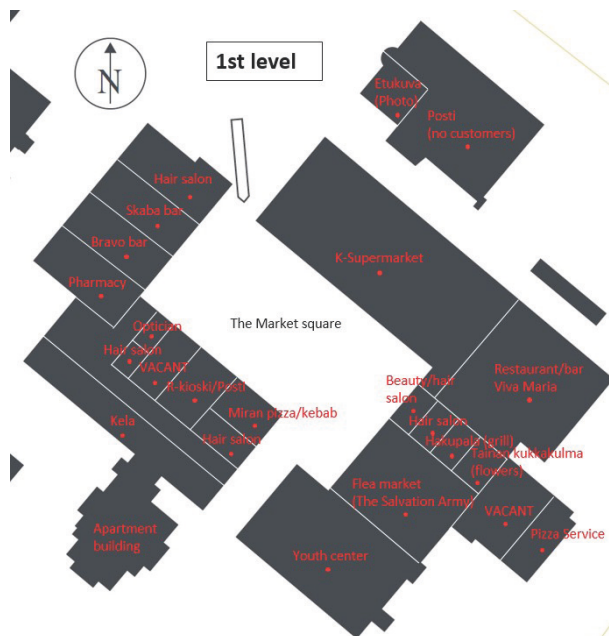 1st level
N
Etukuva
(Photo)
Posti
(no customers)
Hair salon
Skaba bar
Bravo bar
Pharmacy
K-Supermarket
The Market square
Optician
Hair salon
VACANT
R-kioski/Posti
Miran pizza/kebab
Hair salon
Kela
Apartment
building
Beauty/hair
salon
Hair salon
Hakupala (grill)
Tainan kukkakulma
(flowers)
Restaurant/bar
Viva Maria
Flea market
(The Salvation Army)
VACANT
Pizza Service
Youth center